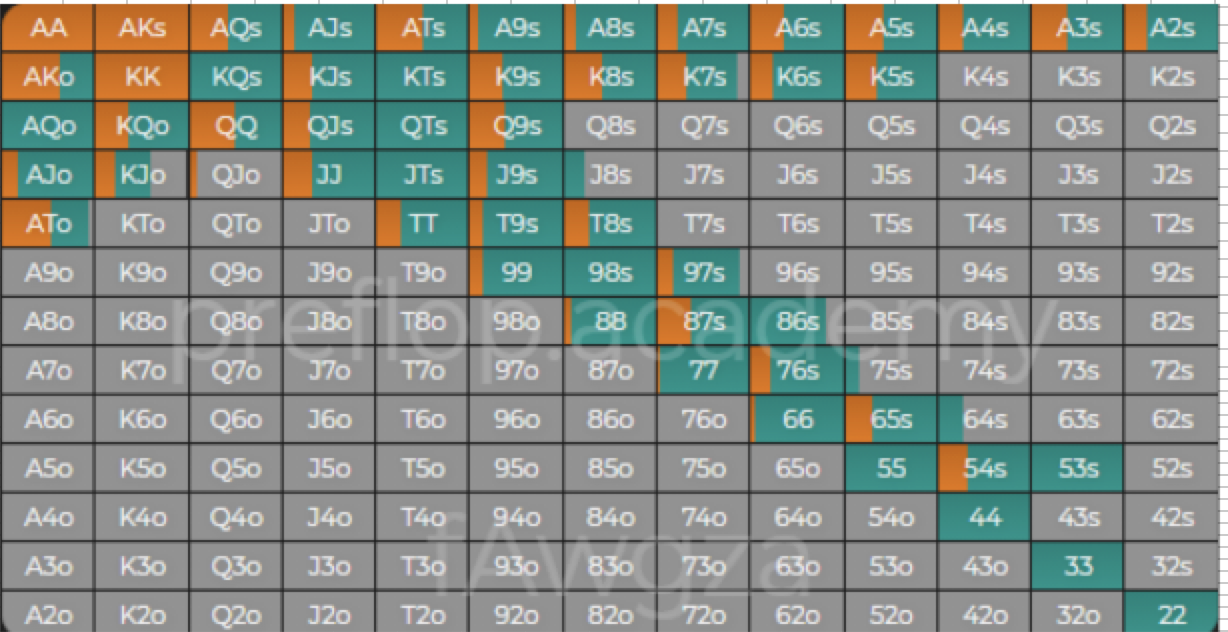 AA AKs AQs AJs ATs A9s A8s A7s A6s A5s A4s A3s A2s
AKo KK KQs KJs KTs K9s K8s K7s K6s K5s K4s K3s K2s
AQo KQo QQ QJs QTs Q9s Q8s Q7s Q6s Q5s Q4s Q3s Q2s
AJo KJo QJo JJ JTs J9s J8s J7s J6s J5s J4s J3s J2s
ATo KTo QTo JTo TT T9s T8s T7s T6s T5s T4s T3s T2s
A9o K9o Q9o J9o T9o 99 98s 97s 96s 95s 94s 93s 92s
A8o K8o Q8o J8o T8o 98o 88 87s 86s 85s 84s 83s 82s
preflop.academy
A7o K7o Q7o J7o T7o 97o 87o 77 76s 75s 74s 73s 72s
A6o K6o Q6o J6o T6o 96o 86o 76o 66 65s 64s 63s 62s
A5o K5o Q5o J5o T5o 95o 85o 75o 65o 55 54s 53s 52s
A4o K4o Q4o J4o T4o 94o 84o 74o 64o 54o 44 43s 42s
fAwgza
A3o K3o Q3o J3o T3o 93o 83o 73o 63o 53o 43o 33 32s
A2o K2o Q2o J2o T2o 92o 82o 72o 62o 52o 42o 32o 22